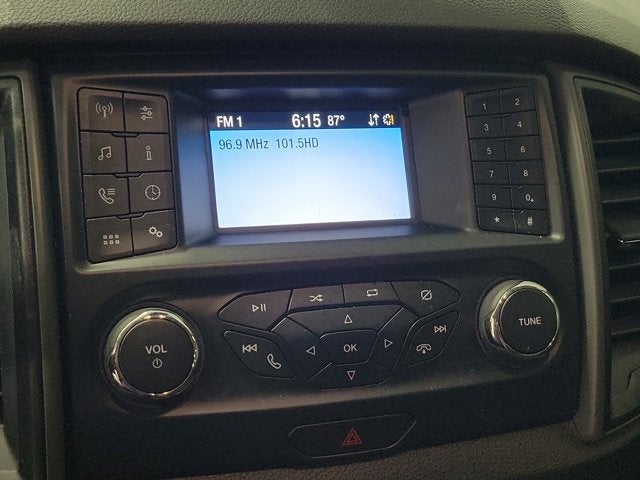 FM 1 6:15 87°
96.9 MHz 101.5HD
1 2
3 4
5 6
7 8
9 0+
* #
VOL
OK
TUNE